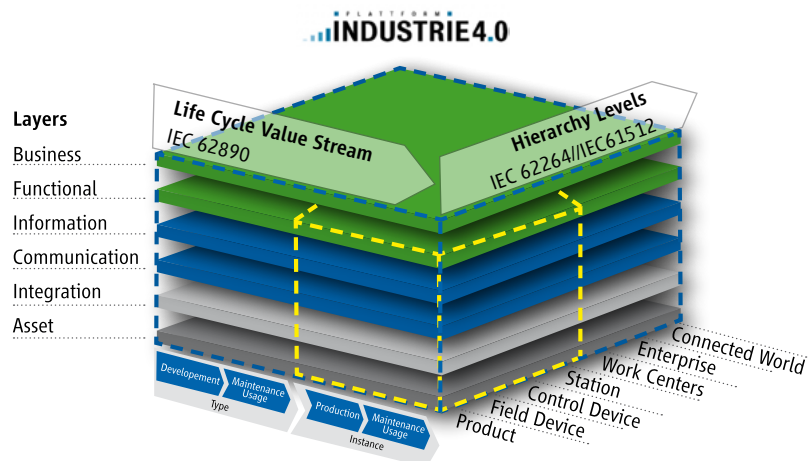 PLATTFORM
INDUSTRIE4.0
Life Cycle Value Stream
IEC 62890
Hierarchy Levels
IEC 62264//IEC61512
Layers
Business
Functional
Information
Communication
Integration
Asset
Developement
Maintenance
Usage
Production
Maintenance
Usage
Type
Instance
Connected World
Enterprise
Work Centers
Station
Control Device
Field Device
Product